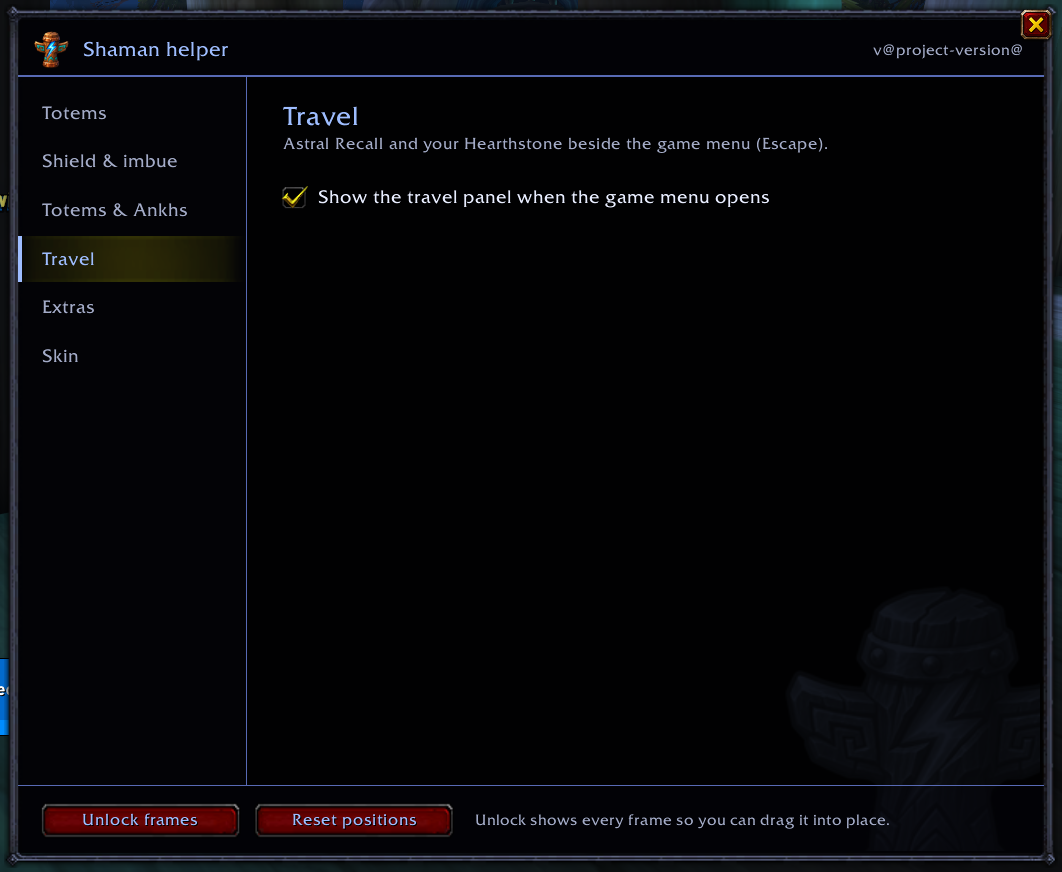 Shaman helper
v@project-version@
Totems
Shield & imbue
Totems & Ankhs
Travel
Extras
Skin
Travel
Astral Recall and your Hearthstone beside the game menu (Escape).
Show the travel panel when the game menu opens
Unlock frames
Reset positions
Unlock shows every frame so you can drag it into place.